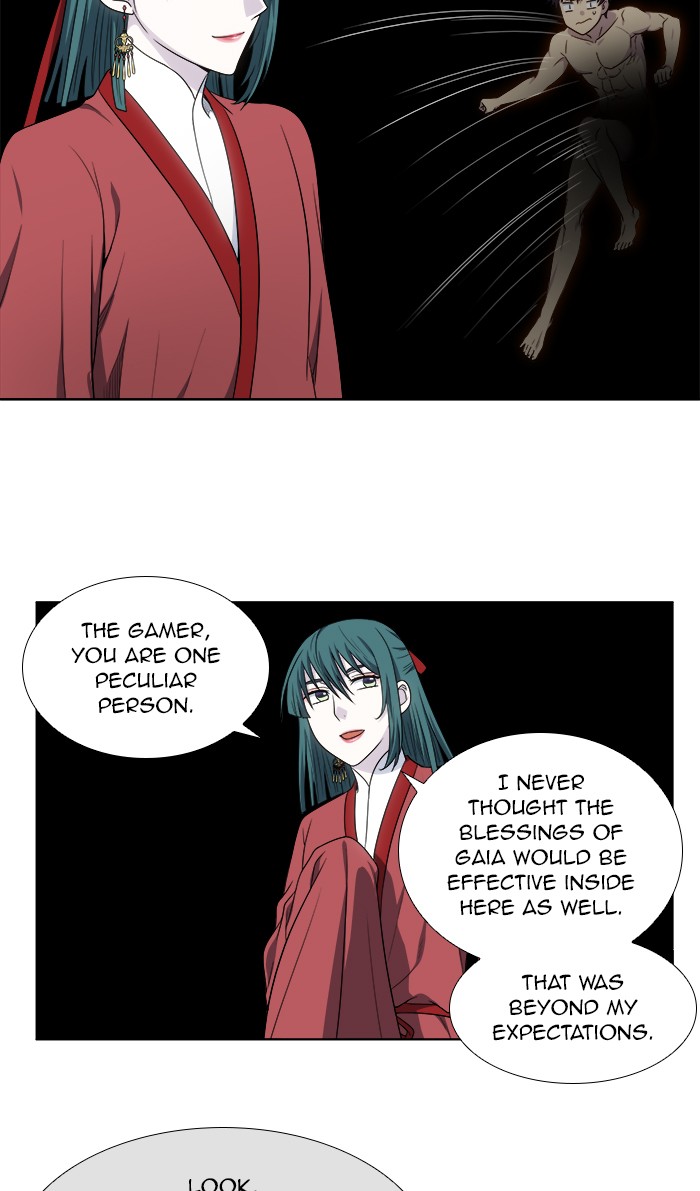 THE GAMER,
YOU ARE ONE
PECULIAR
PERSON.
I NEVER
THOUGHT THE
BLESSINGS OF
GAIA WOULD BE
EFFECTIVE INSIDE
HERE AS WELL.
THAT WAS
BEYOND MY
EXPECTATIONS.
LOOK.